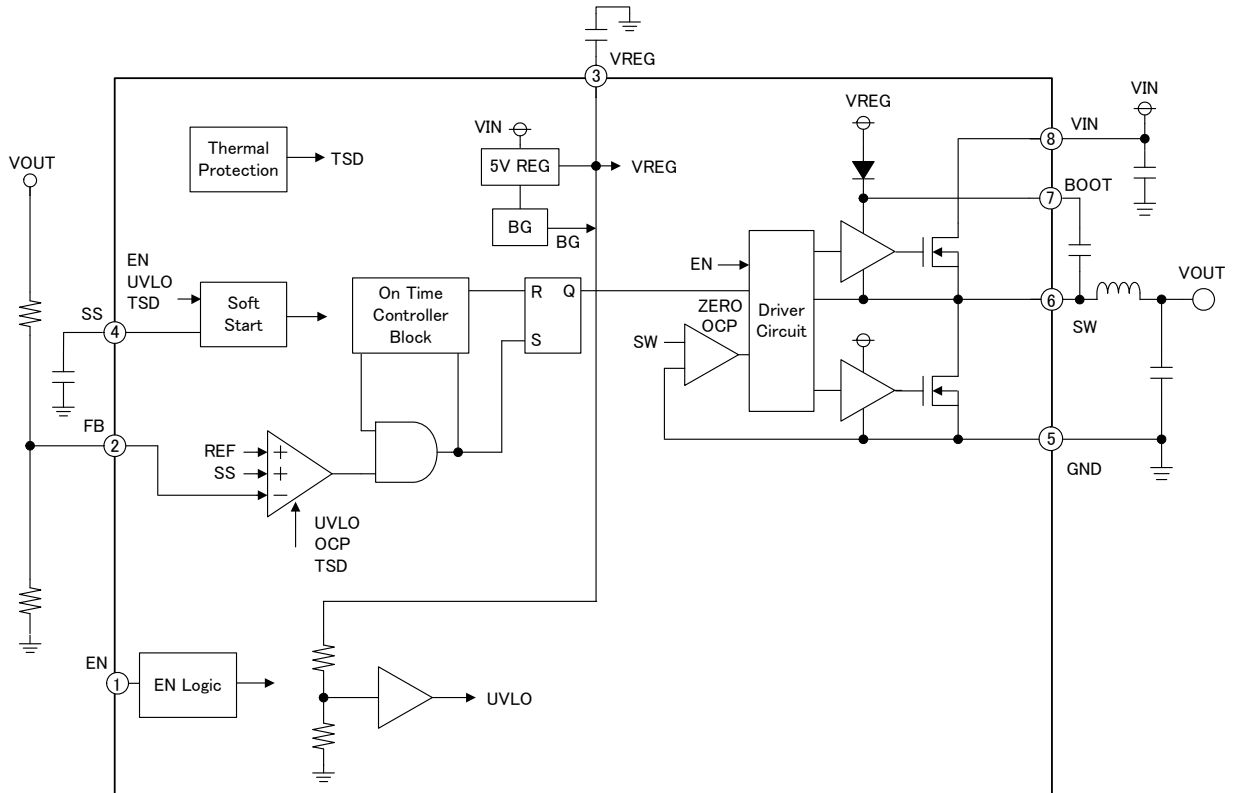 VREG
3
VIN
VREG
VIN
8
Thermal
Protection
TSD
VOUT
5V REG
VREG
7
BOOT
BG
BG
EN
UVLO
TSD
EN
SS
4
Soft
Start
On Time
Controller
Block
R
Q
S
ZERO
OCP
SW
Driver
Circuit
6
SW
VOUT
FB
2
REF
SS
+
+
−
5
GND
UVLO
OCP
TSD
EN
1
EN Logic
UVLO
VIN